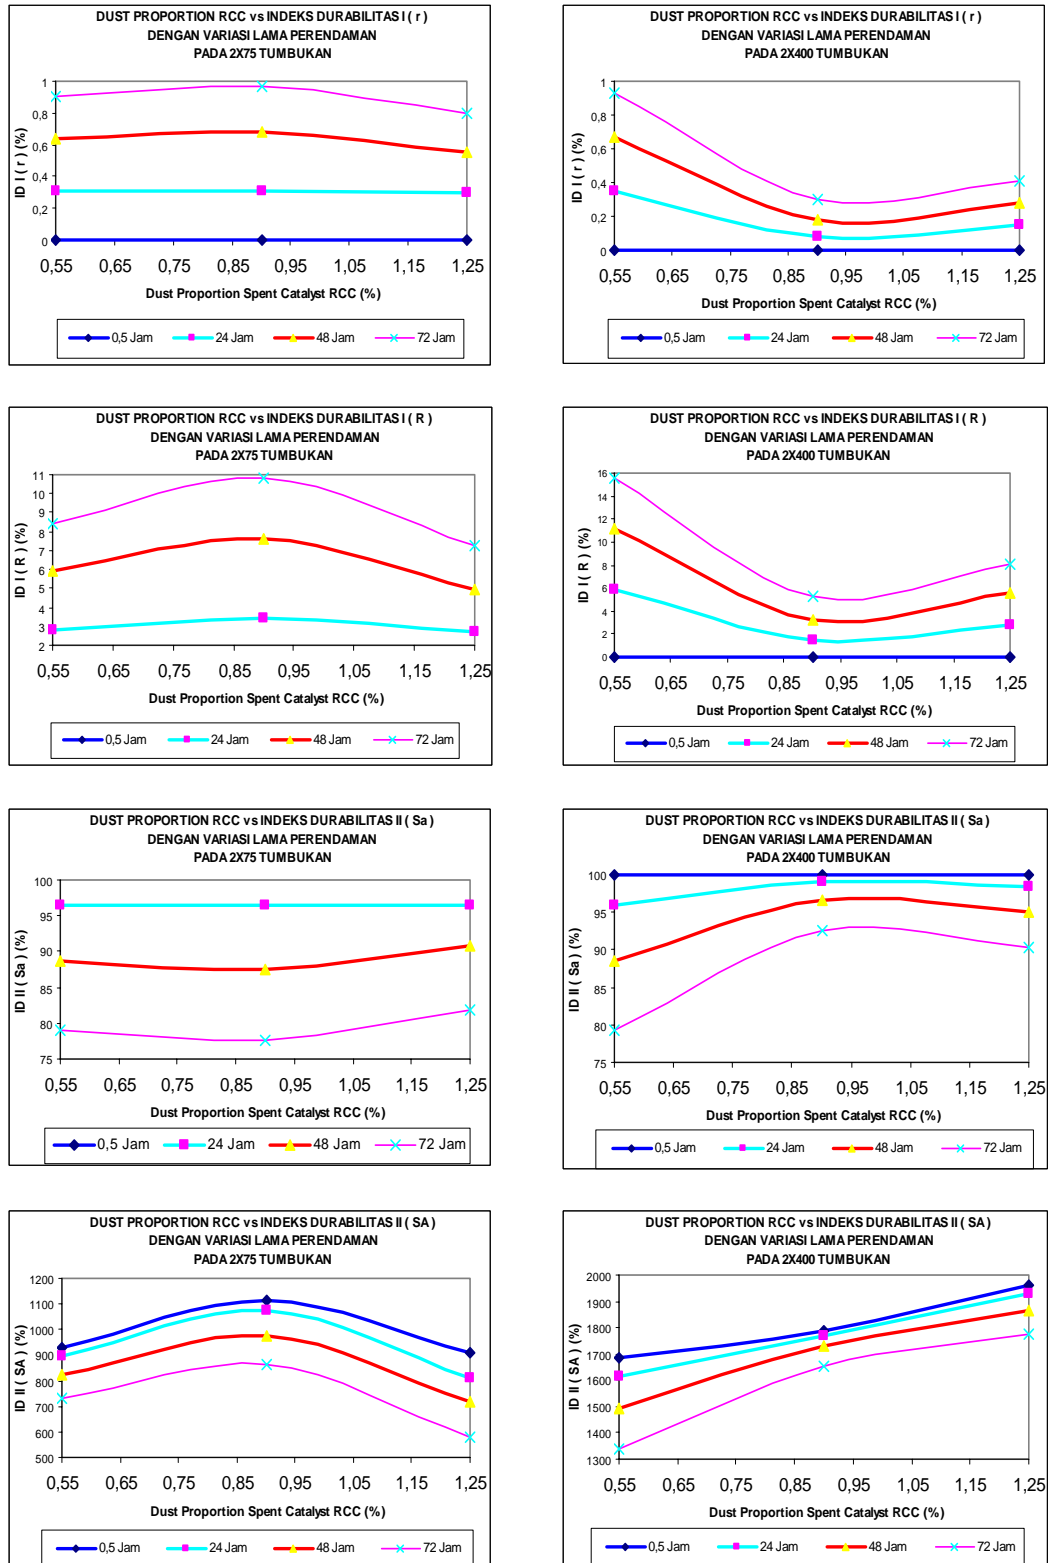 DUST PROPORTION RCC vs INDEKS DURABILITAS I ( r )
DENGAN VARIASI LAMA PERENDAMAN
PADA 2X75 TUMBUKAN
ID I ( r ) (%)
1
0,8
0,6
0,4
0,2
0
0,55 0,65 0,75 0,85 0,95 1,05 1,15 1,25
Dust Proportion Spent Catalyst RCC (%)
0,5 Jam 24 Jam 48 Jam 72 Jam
DUST PROPORTION RCC vs INDEKS DURABILITAS I ( r )
DENGAN VARIASI LAMA PERENDAMAN
PADA 2X400 TUMBUKAN
ID I ( r ) (%)
1
0,8
0,6
0,4
0,2
0
0,55 0,65 0,75 0,85 0,95 1,05 1,15 1,25
Dust Proportion Spent Catalyst RCC (%)
0,5 Jam 24 Jam 48 Jam 72 Jam
DUST PROPORTION RCC vs INDEKS DURABILITAS I ( R )
DENGAN VARIASI LAMA PERENDAMAN
PADA 2X75 TUMBUKAN
ID I ( R ) (%)
11
10
9
8
7
6
5
4
3
2
0,55 0,65 0,75 0,85 0,95 1,05 1,15 1,25
Dust Proportion Spent Catalyst RCC (%)
0,5 Jam 24 Jam 48 Jam 72 Jam
DUST PROPORTION RCC vs INDEKS DURABILITAS I ( R )
DENGAN VARIASI LAMA PERENDAMAN
PADA 2X400 TUMBUKAN
ID I ( R ) (%)
16
14
12
10
8
6
4
2
0
0,55 0,65 0,75 0,85 0,95 1,05 1,15 1,25
Dust Proportion Spent Catalyst RCC (%)
0,5 Jam 24 Jam 48 Jam 72 Jam
DUST PROPORTION RCC vs INDEKS DURABILITAS II ( Sa )
DENGAN VARIASI LAMA PERENDAMAN
PADA 2X75 TUMBUKAN
ID II ( Sa ) (%)
100
95
90
85
80
75
0,55 0,65 0,75 0,85 0,95 1,05 1,15 1,25
Dust Proportion Spent Catalyst RCC (%)
0,5 Jam 24 Jam 48 Jam 72 Jam
DUST PROPORTION RCC vs INDEKS DURABILITAS II ( Sa )
DENGAN VARIASI LAMA PERENDAMAN
PADA 2X400 TUMBUKAN
ID II ( Sa ) (%)
100
95
90
85
80
75
0,55 0,65 0,75 0,85 0,95 1,05 1,15 1,25
Dust Proportion Spent Catalyst RCC (%)
0,5 Jam 24 Jam 48 Jam 72 Jam
DUST PROPORTION RCC vs INDEKS DURABILITAS II ( SA )
DENGAN VARIASI LAMA PERENDAMAN
PADA 2X75 TUMBUKAN
ID II ( SA ) (%)
1200
1100
1000
900
800
700
600
500
0,55 0,65 0,75 0,85 0,95 1,05 1,15 1,25
Dust Proportion Spent Catalyst RCC (%)
0,5 Jam 24 Jam 48 Jam 72 Jam
DUST PROPORTION RCC vs INDEKS DURABILITAS II ( SA )
DENGAN VARIASI LAMA PERENDAMAN
PADA 2X400 TUMBUKAN
ID II ( SA ) (%)
2000
1900
1800
1700
1600
1500
1400
1300
0,55 0,65 0,75 0,85 0,95 1,05 1,15 1,25
Dust Proportion Spent Catalyst RCC (%)
0,5 Jam 24 Jam 48 Jam 72 Jam